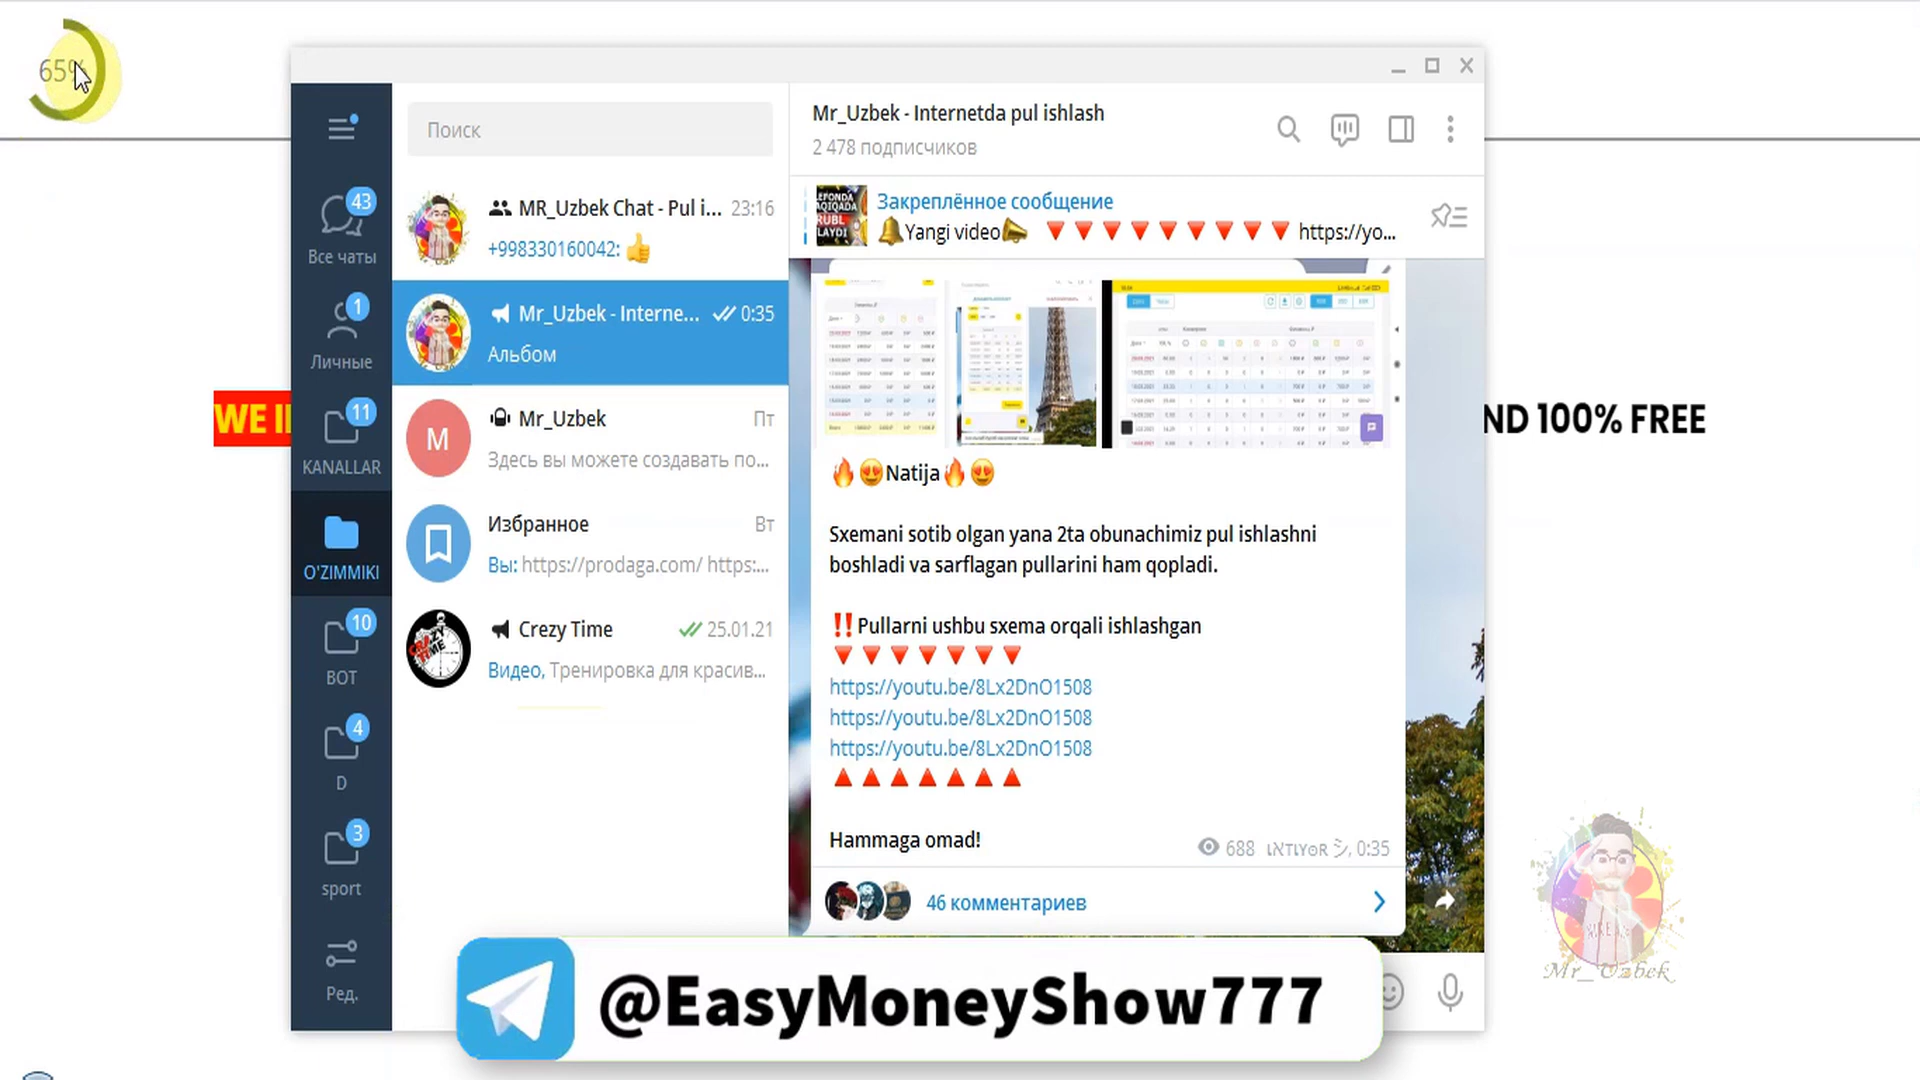 65%
Поиск
Mr_Uzbek - Internetda pul ishlash
2 478 подписчиков
43
Все чаты
1
Личные
11
KANALLAR
O'ZIMMIKI
10
BOT
4
D
3
sport
Ред.
MR_Uzbek Chat - Pul i... 23:16
+998330160042: 👍
Mr_Uzbek - Interne... 0:35
Альбом
M
Mr_Uzbek Пт
Здесь вы можете создавать по...
Избранное Вт
Вы: https://prodaga.com/ https:...
Crezy Time 25.01.21
Видео, Тренировка для красив...
Закреплённое сообщение
🔔Yangi video📣 🔻🔻🔻🔻🔻🔻🔻🔻🔻 https://yo...
🔥😍Natija🔥😍
Sxemani sotib olgan yana 2ta obunachimiz pul ishlashni
boshladi va sarflagan pullarini ham qopladi.
‼️Pullarni ushbu sxema orqali ishlashgan
🔻🔻🔻🔻🔻🔻🔻
https://youtu.be/8Lx2DnO1508
https://youtu.be/8Lx2DnO1508
https://youtu.be/8Lx2DnO1508
🔺🔺🔺🔺🔺🔺🔺
Hammaga omad!
688
0:35
46 комментариев
WE I
ND 100% FREE
@EasyMoneyShow777
Mr_Uzbek